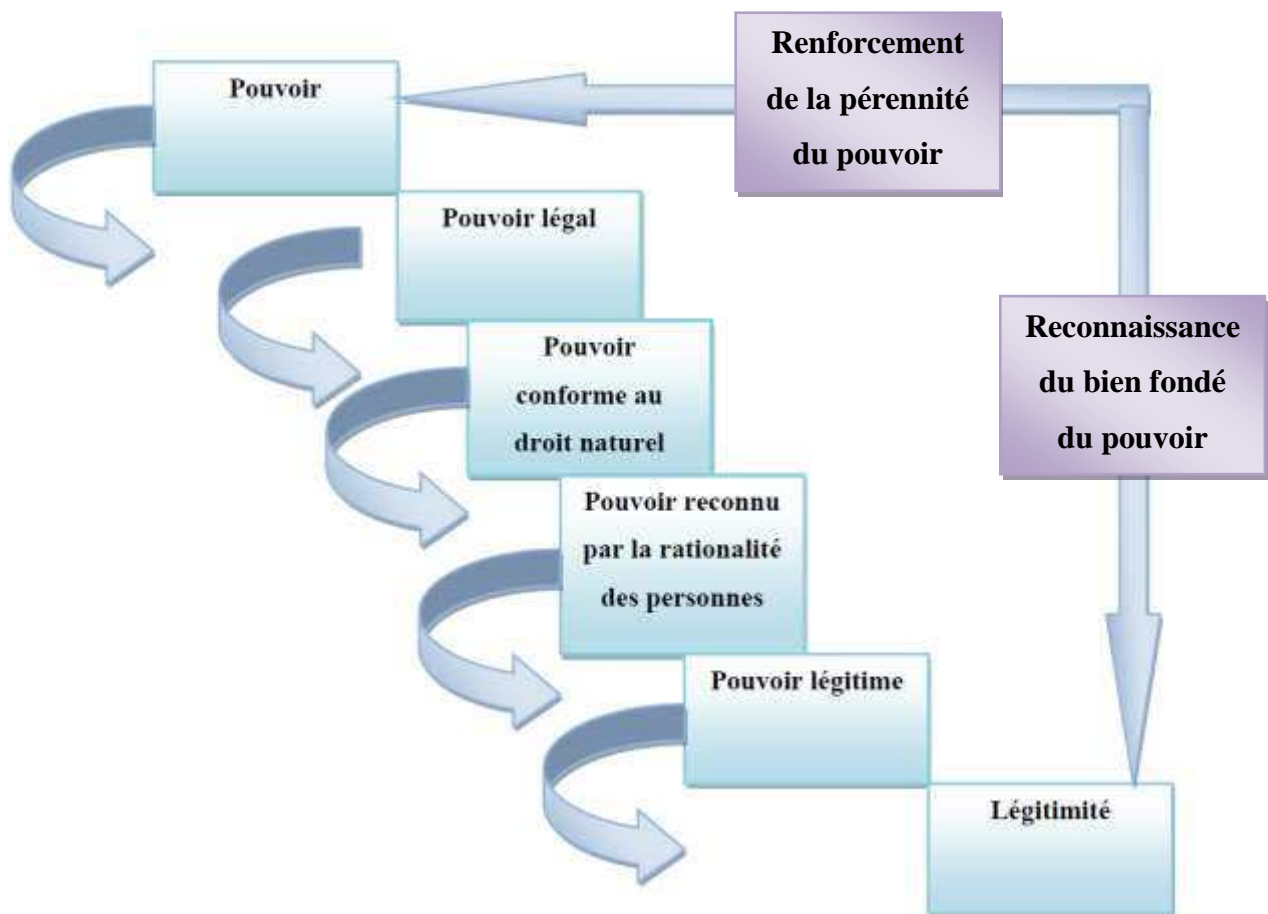 Renforcement
de la pérennité
du pouvoir
Pouvoir
Pouvoir légal
Reconnaissance
du bien fondé
du pouvoir
Pouvoir
conforme au
droit naturel
Pouvoir reconnu
par la rationalité
des personnes
Pouvoir légitime
Légitimité